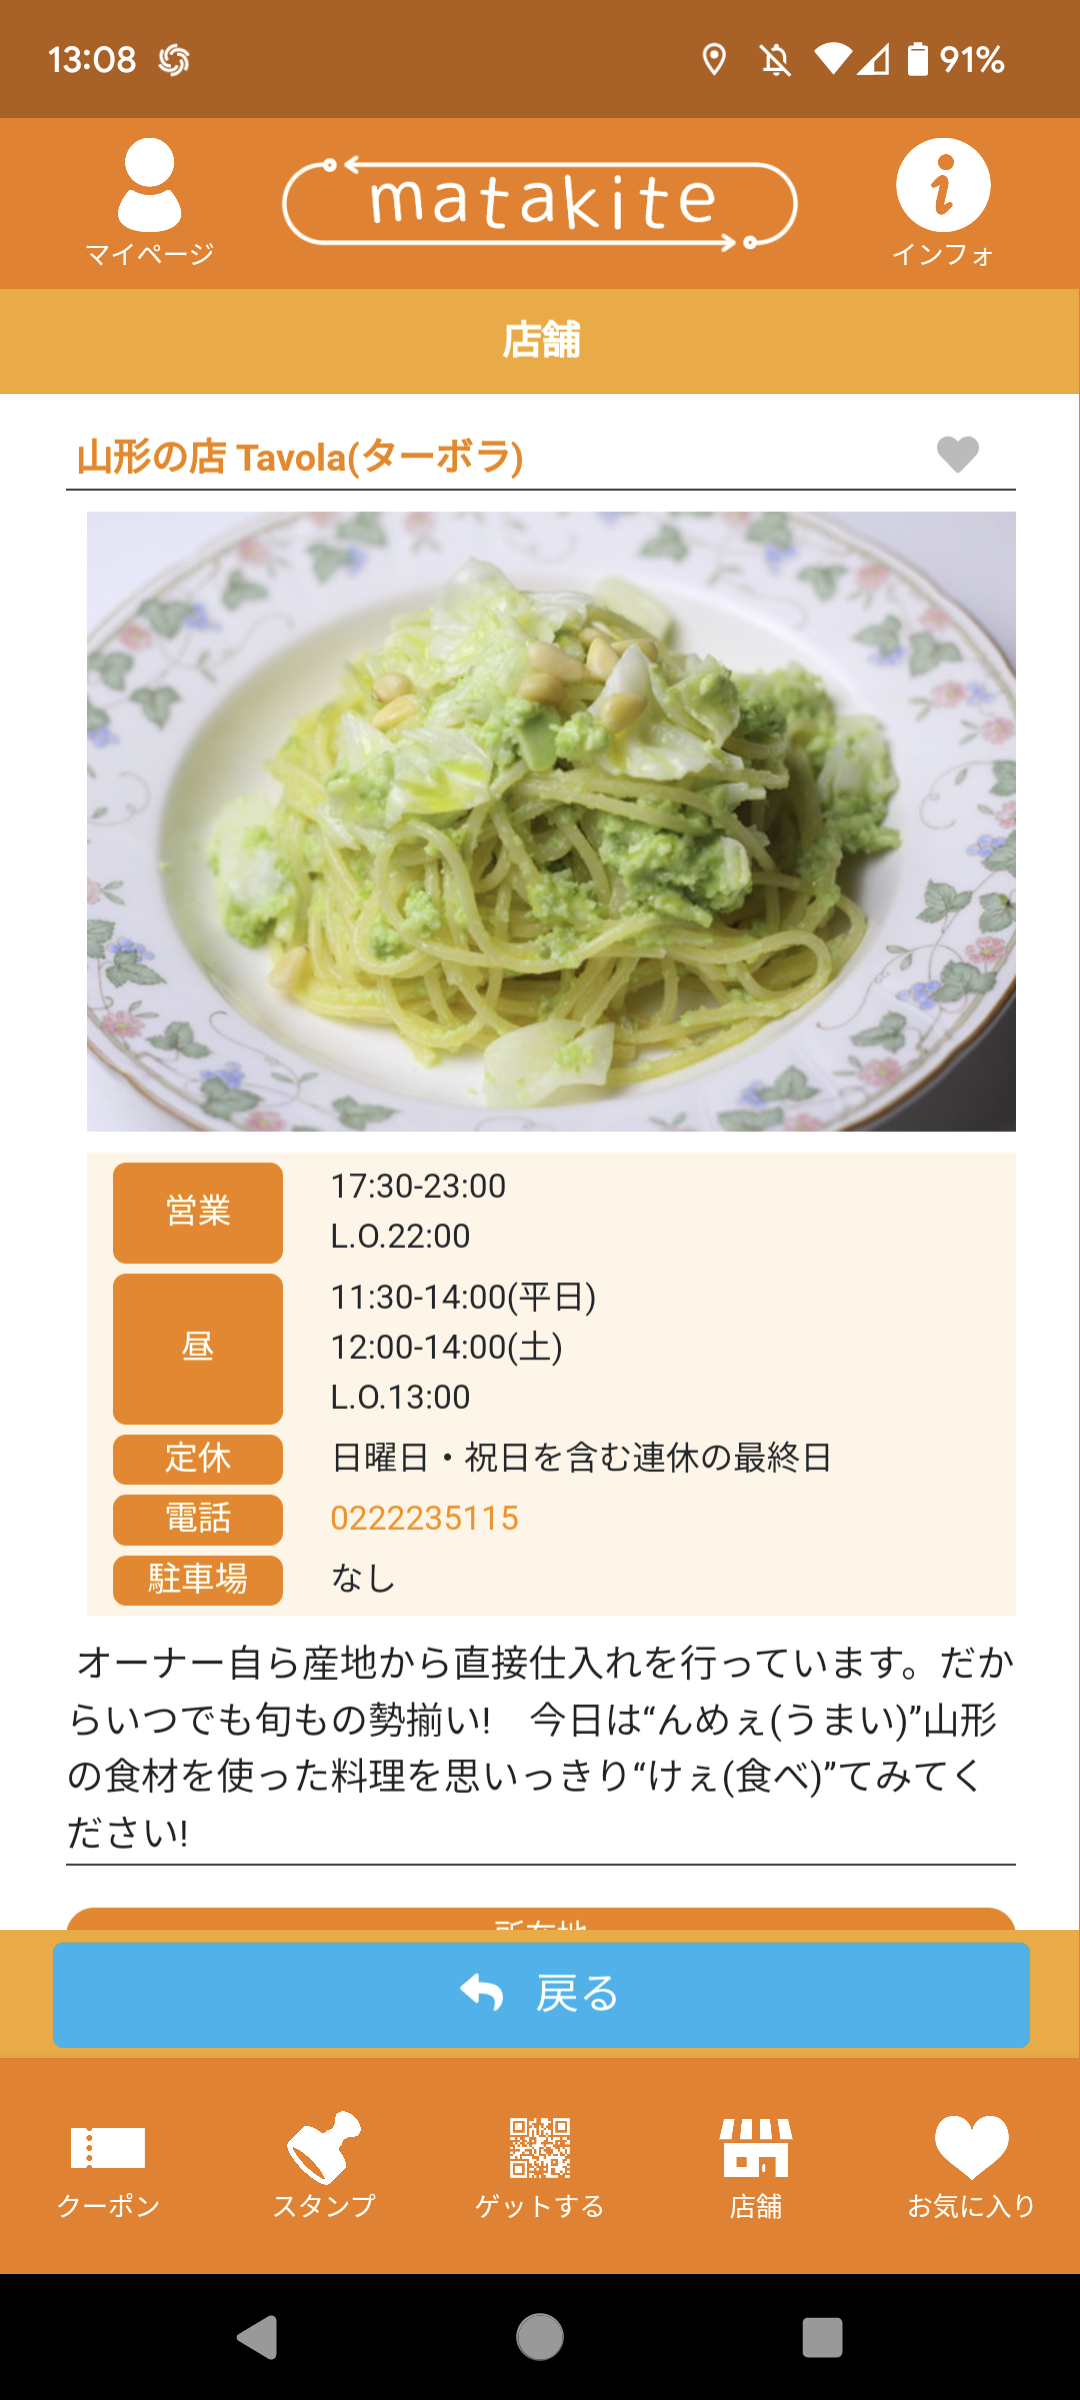 13:08
91%
マイページ
matakite
インフォ
店舗
山形の店 Tavola(ターボラ)
営業
17:30-23:00
L.O.22:00
昼
11:30-14:00(平日)
12:00-14:00(土)
L.O.13:00
定休
日曜日・祝日を含む連休の最終日
電話
0222235115
駐車場
なし
オーナー自ら産地から直接仕入れを行っています。だか
らいつでも旬もの勢揃い!　今日は“んめぇ(うまい)”山形
の食材を使った料理を思いっきり“けぇ(食べ)”てみてく
ださい!
所在地
戻る
クーポン
スタンプ
ゲットする
店舗
お気に入り